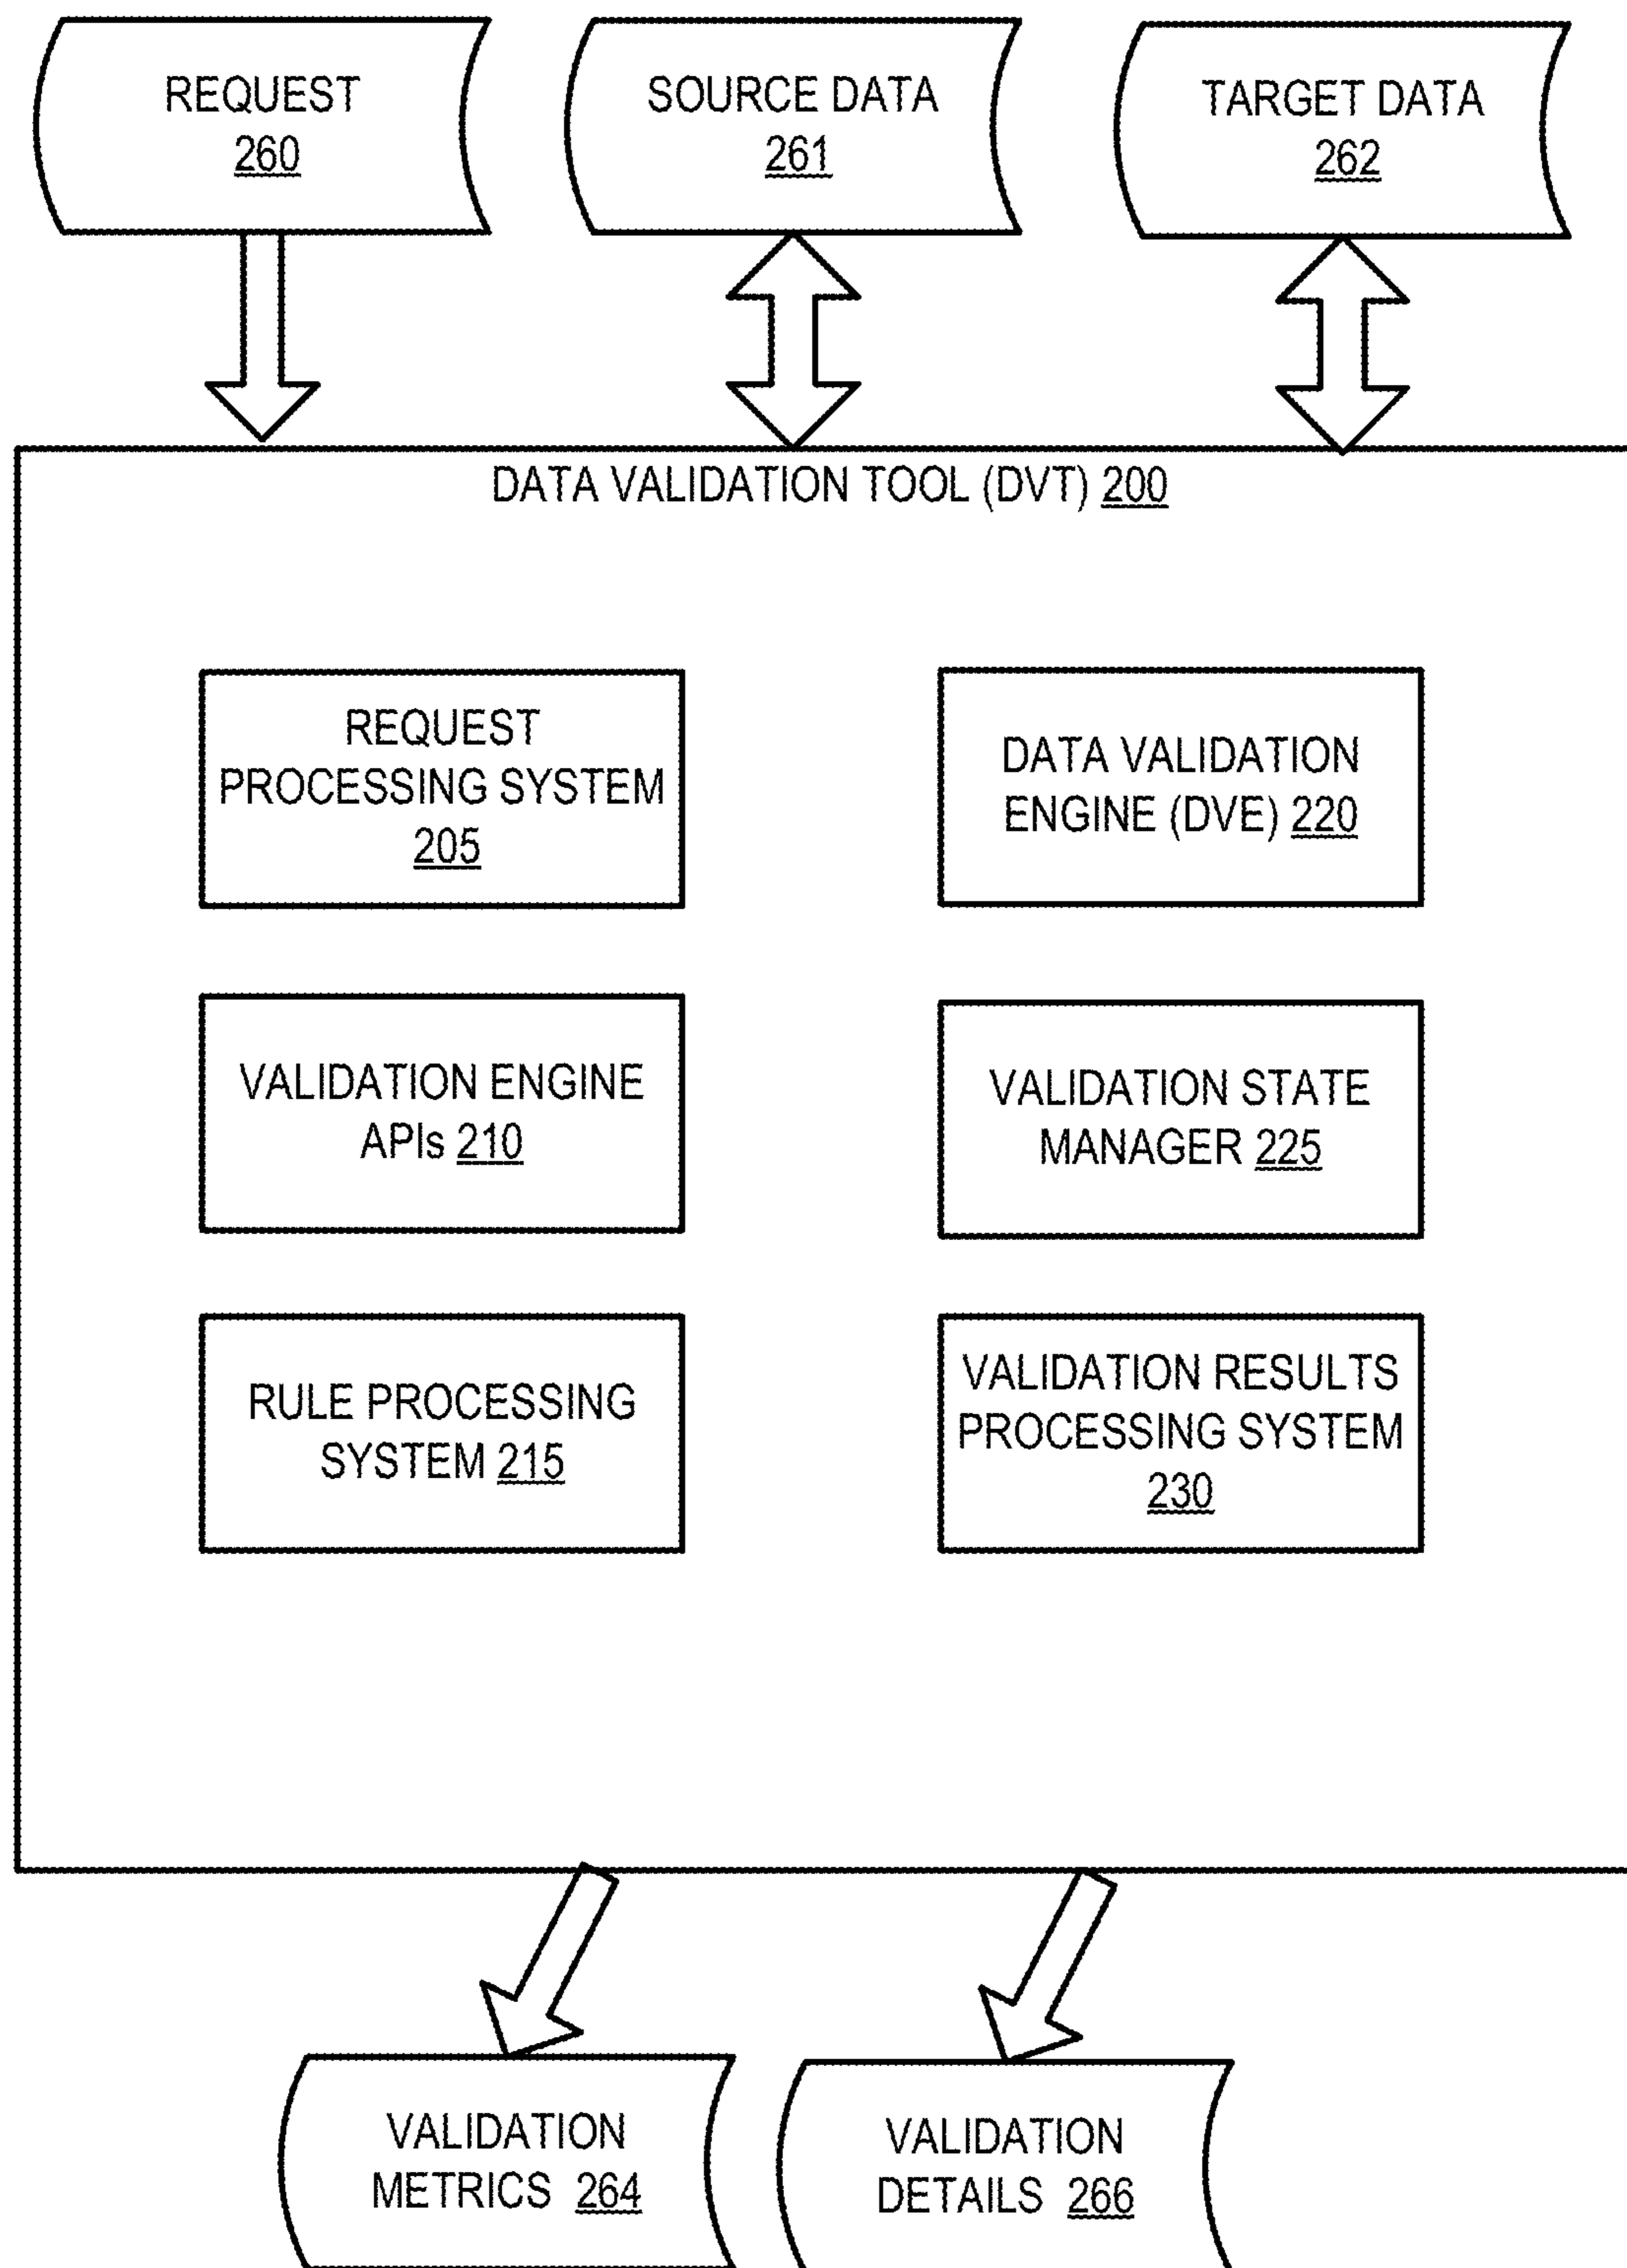 REQUEST
260
SOURCE DATA
261
TARGET DATA
262
DATA VALIDATION TOOL (DVT) 200
REQUEST
PROCESSING SYSTEM
205
DATA VALIDATION
ENGINE (DVE) 220
VALIDATION ENGINE
APIs 210
VALIDATION STATE
MANAGER 225
RULE PROCESSING
SYSTEM 215
VALIDATION RESULTS
PROCESSING SYSTEM
230
VALIDATION
METRICS 264
VALIDATION
DETAILS 266